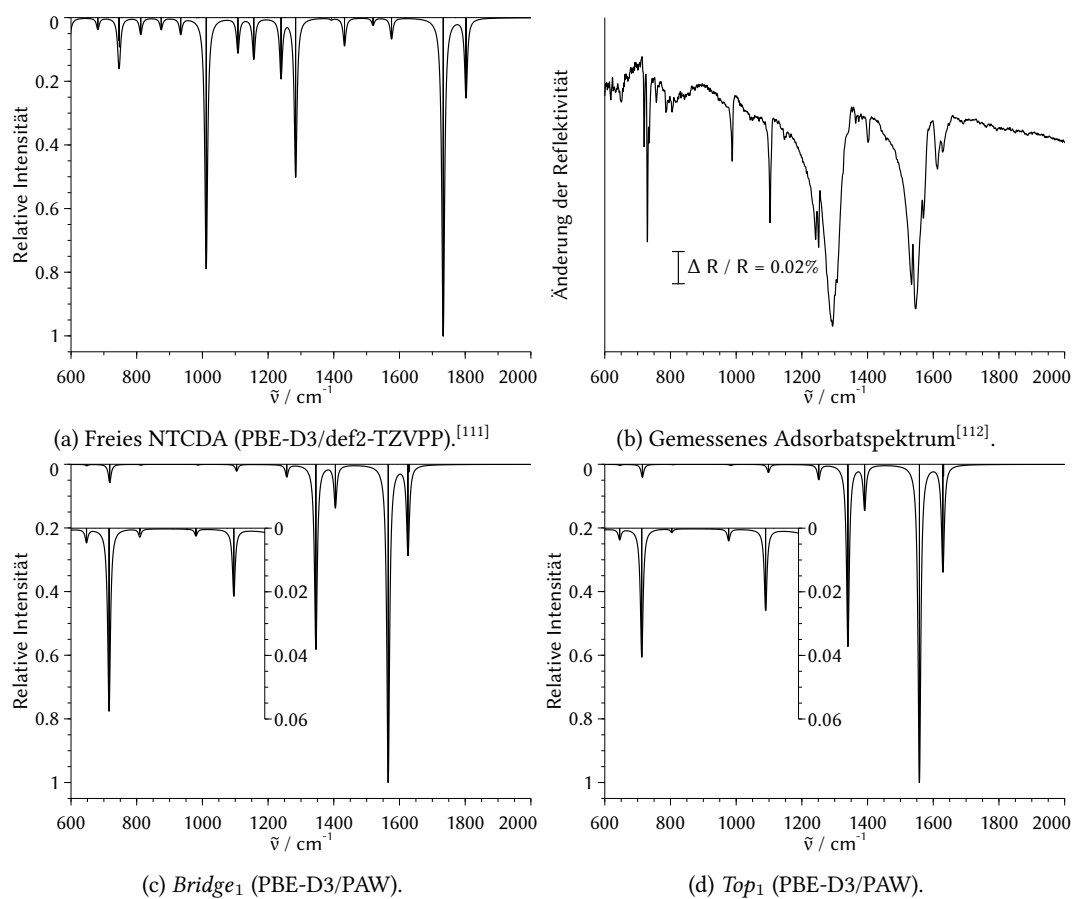 0
0.2
0.4
0.6
0.8
1
Relative Intensität
600 800 1000 1200 1400 1600 1800 2000
ṽ / cm⁻¹
(a) Freies NTCDA (PBE-D3/def2-TZVPP).[111]
Änderung der Reflektivität
Δ R / R = 0.02%
600 800 1000 1200 1400 1600 1800 2000
ṽ / cm⁻¹
(b) Gemessenes Adsorbatspektrum[112].
0
0.2
0.4
0.6
0.8
1
Relative Intensität
0
0.02
0.04
0.06
600 800 1000 1200 1400 1600 1800 2000
ṽ / cm⁻¹
(c) Bridge₁ (PBE-D3/PAW).
0
0.2
0.4
0.6
0.8
1
Relative Intensität
0
0.02
0.04
0.06
600 800 1000 1200 1400 1600 1800 2000
ṽ / cm⁻¹
(d) Top₁ (PBE-D3/PAW).